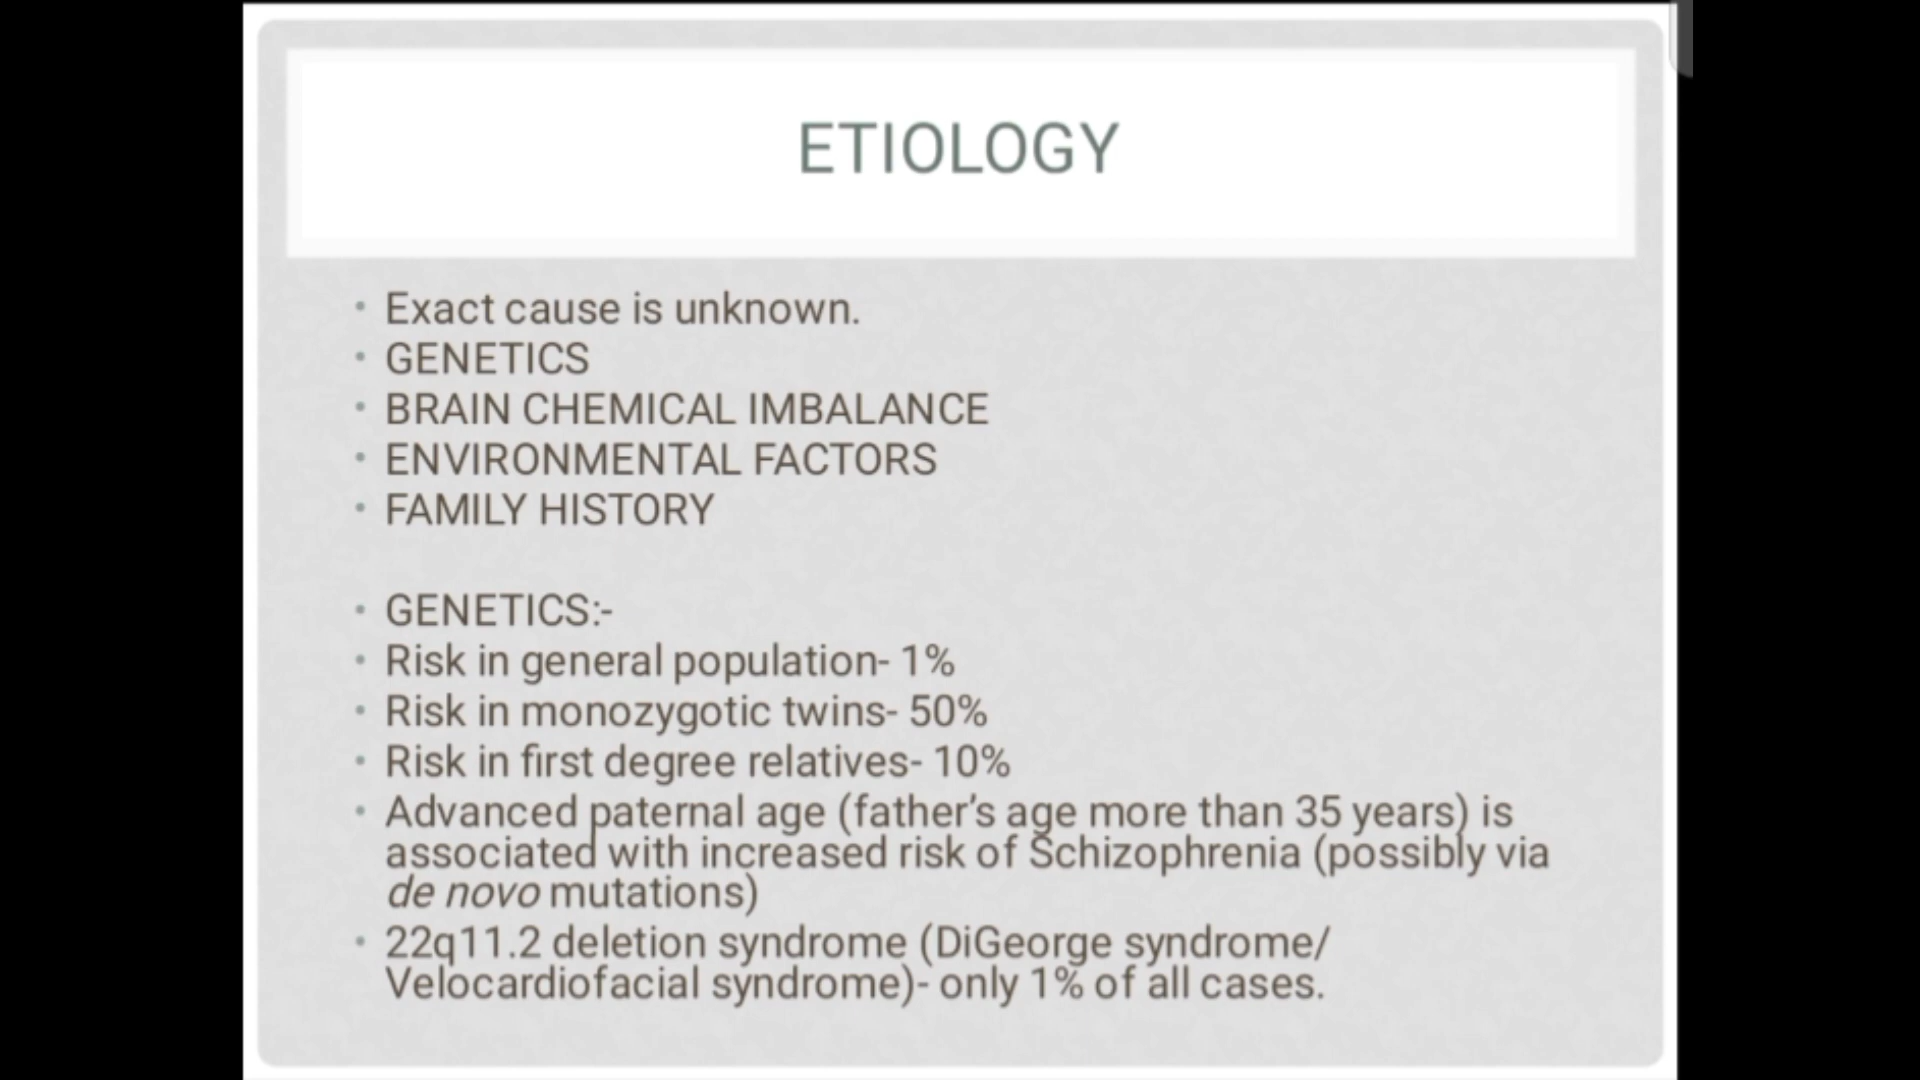 ETIOLOGY
• Exact cause is unknown.
• GENETICS
• BRAIN CHEMICAL IMBALANCE
• ENVIRONMENTAL FACTORS
• FAMILY HISTORY
• GENETICS:-
• Risk in general population- 1%
• Risk in monozygotic twins- 50%
• Risk in first degree relatives- 10%
• Advanced paternal age (father’s age more than 35 years) is
associated with increased risk of Schizophrenia (possibly via
de novo mutations)
• 22q11.2 deletion syndrome (DiGeorge syndrome/
Velocardiofacial syndrome)- only 1% of all cases.